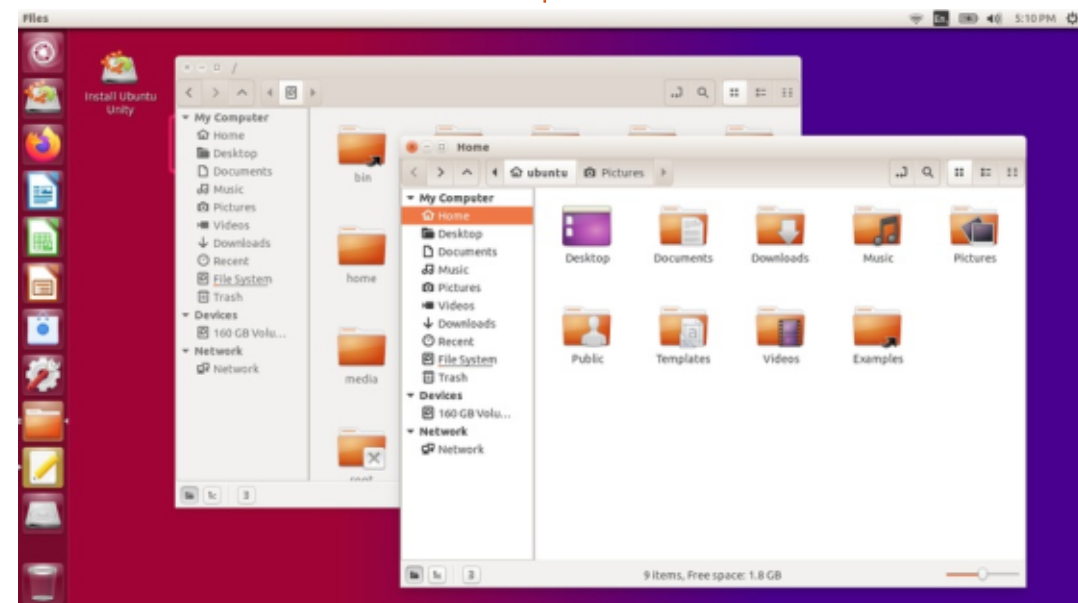 Files
En
5:10 PM
Install Ubuntu
Unity
/
My Computer
Home
Desktop
Documents
Music
Pictures
Videos
Downloads
Recent
File System
Trash
Devices
160 GB Volu...
Network
Network
bin
home
media
Home
ubuntu
Pictures
My Computer
Home
Desktop
Documents
Music
Pictures
Videos
Downloads
Recent
File System
Trash
Devices
160 GB Volu...
Network
Network
Desktop
Documents
Downloads
Music
Pictures
Public
Templates
Videos
Examples
9 items, Free space: 1.8 GB